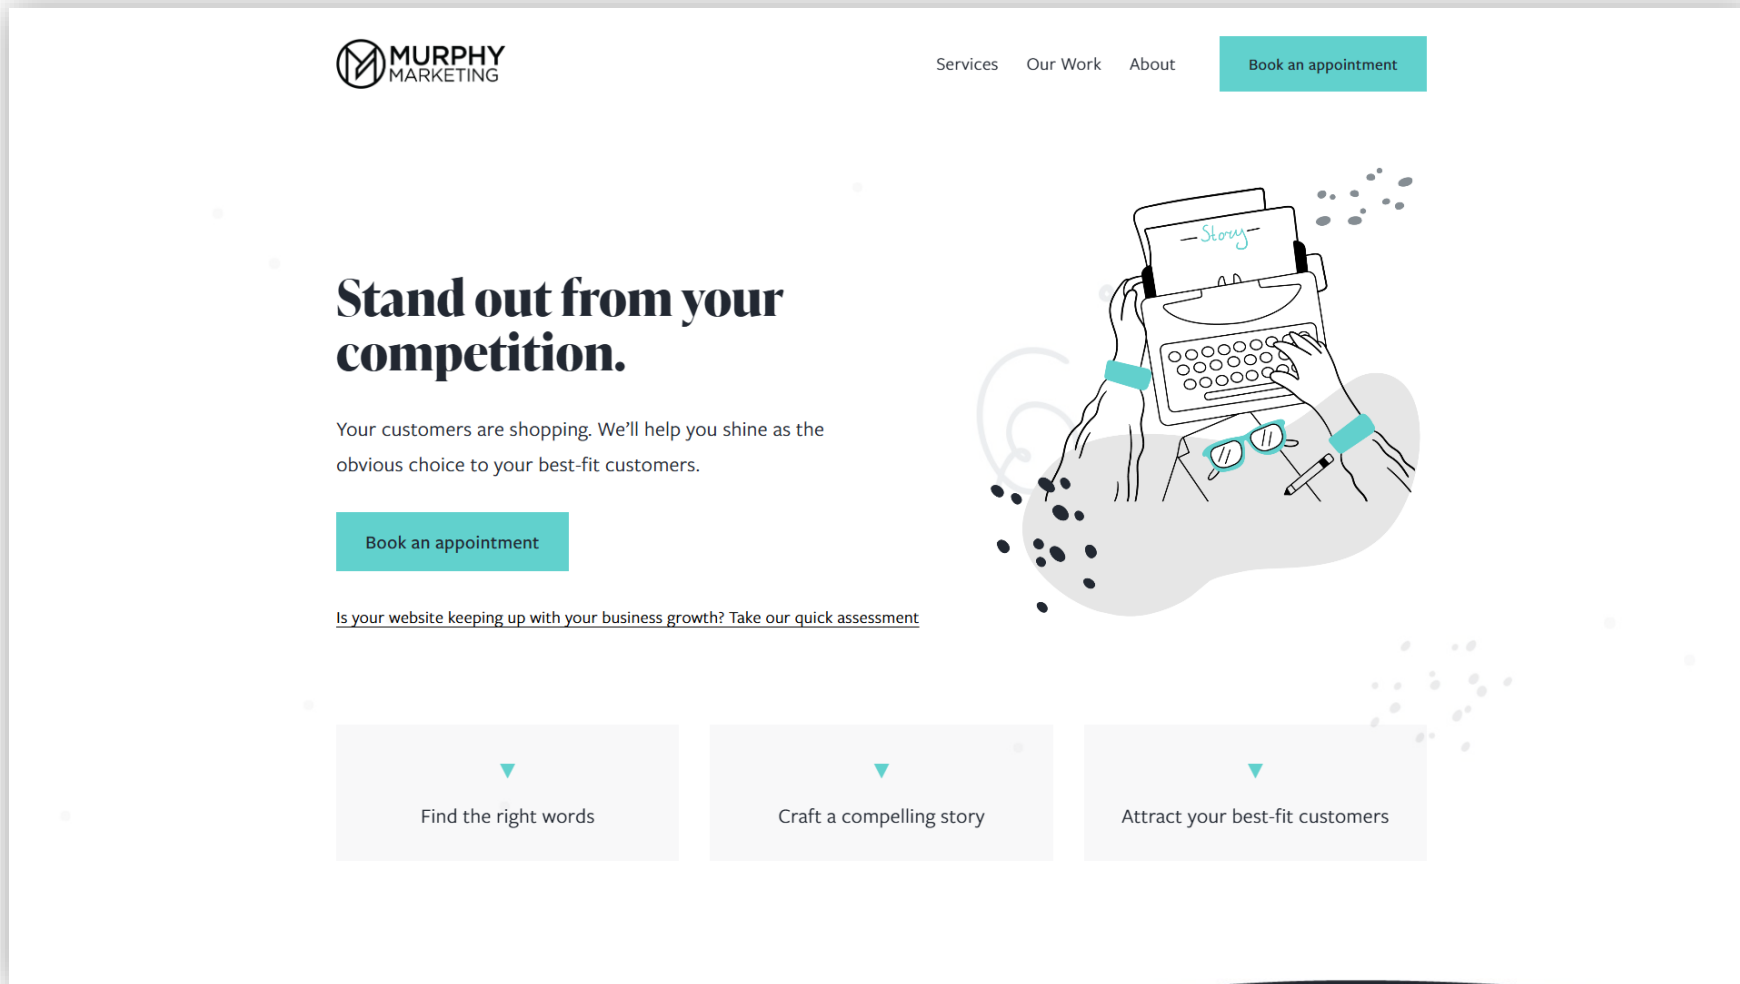 MURPHY
MARKETING
Services
Our Work
About
Book an appointment
Story
Stand out from your
competition.
Your customers are shopping. We’ll help you shine as the
obvious choice to your best-fit customers.
Book an appointment
Is your website keeping up with your business growth? Take our quick assessment
Find the right words
Craft a compelling story
Attract your best-fit customers